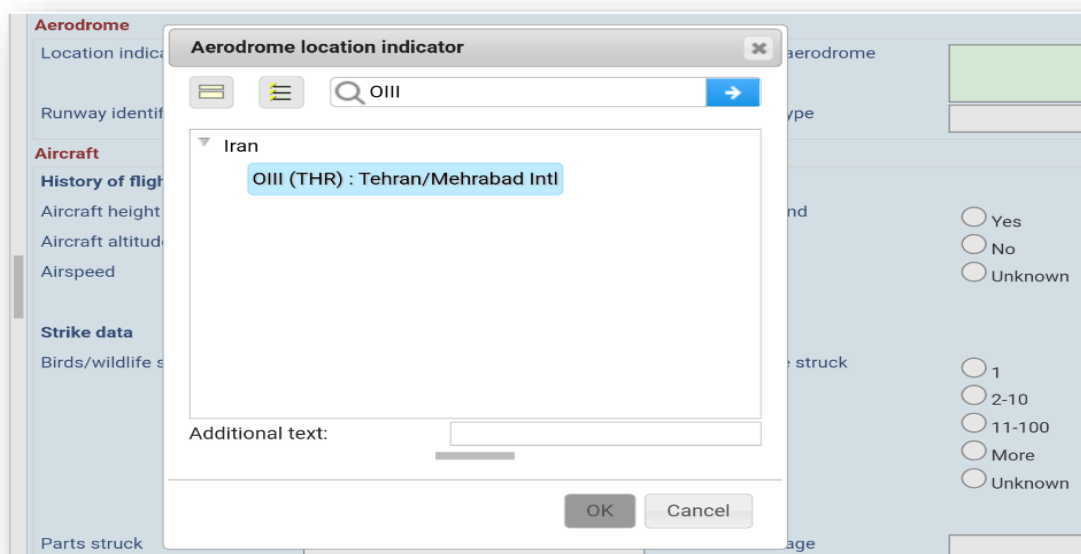 Aerodrome
Aerodrome location indicator
Location indica
aerodrome
OIII
Runway identif
ype
Iran
Aircraft
OIII (THR) : Tehran/Mehrabad Intl
History of fligh
Aircraft height
nd
Yes
Aircraft altitud
No
Airspeed
Unknown
Strike data
Birds/wildlife s
struck
1
2-10
11-100
Additional text:
More
Unknown
OK
Cancel
Parts struck
age